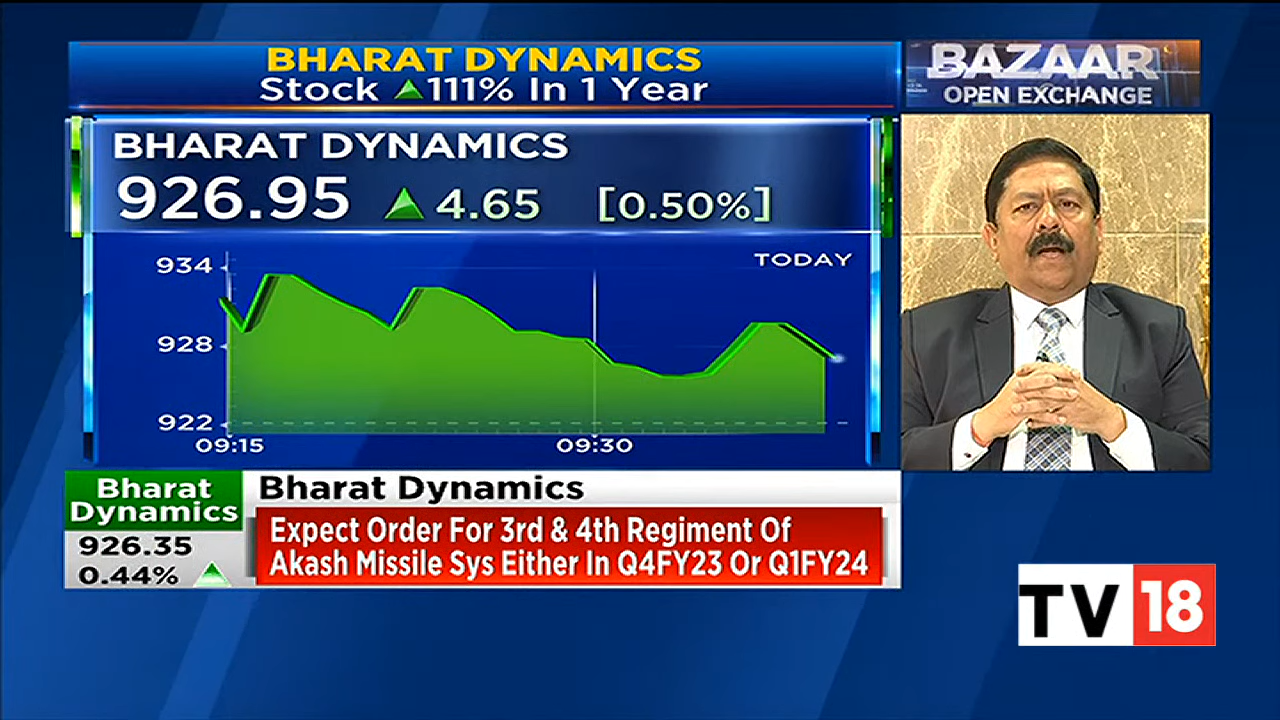 BHARAT DYNAMICS
Stock ▲111% In 1 Year
BAZAAR
OPEN EXCHANGE
BHARAT DYNAMICS
926.95 ▲ 4.65 [0.50%]
TODAY
934
928
922
09:15 09:30
Bharat
Dynamics
926.35
0.44% ▲
Bharat Dynamics
Expect Order For 3rd & 4th Regiment Of
Akash Missile Sys Either In Q4FY23 Or Q1FY24
TV18